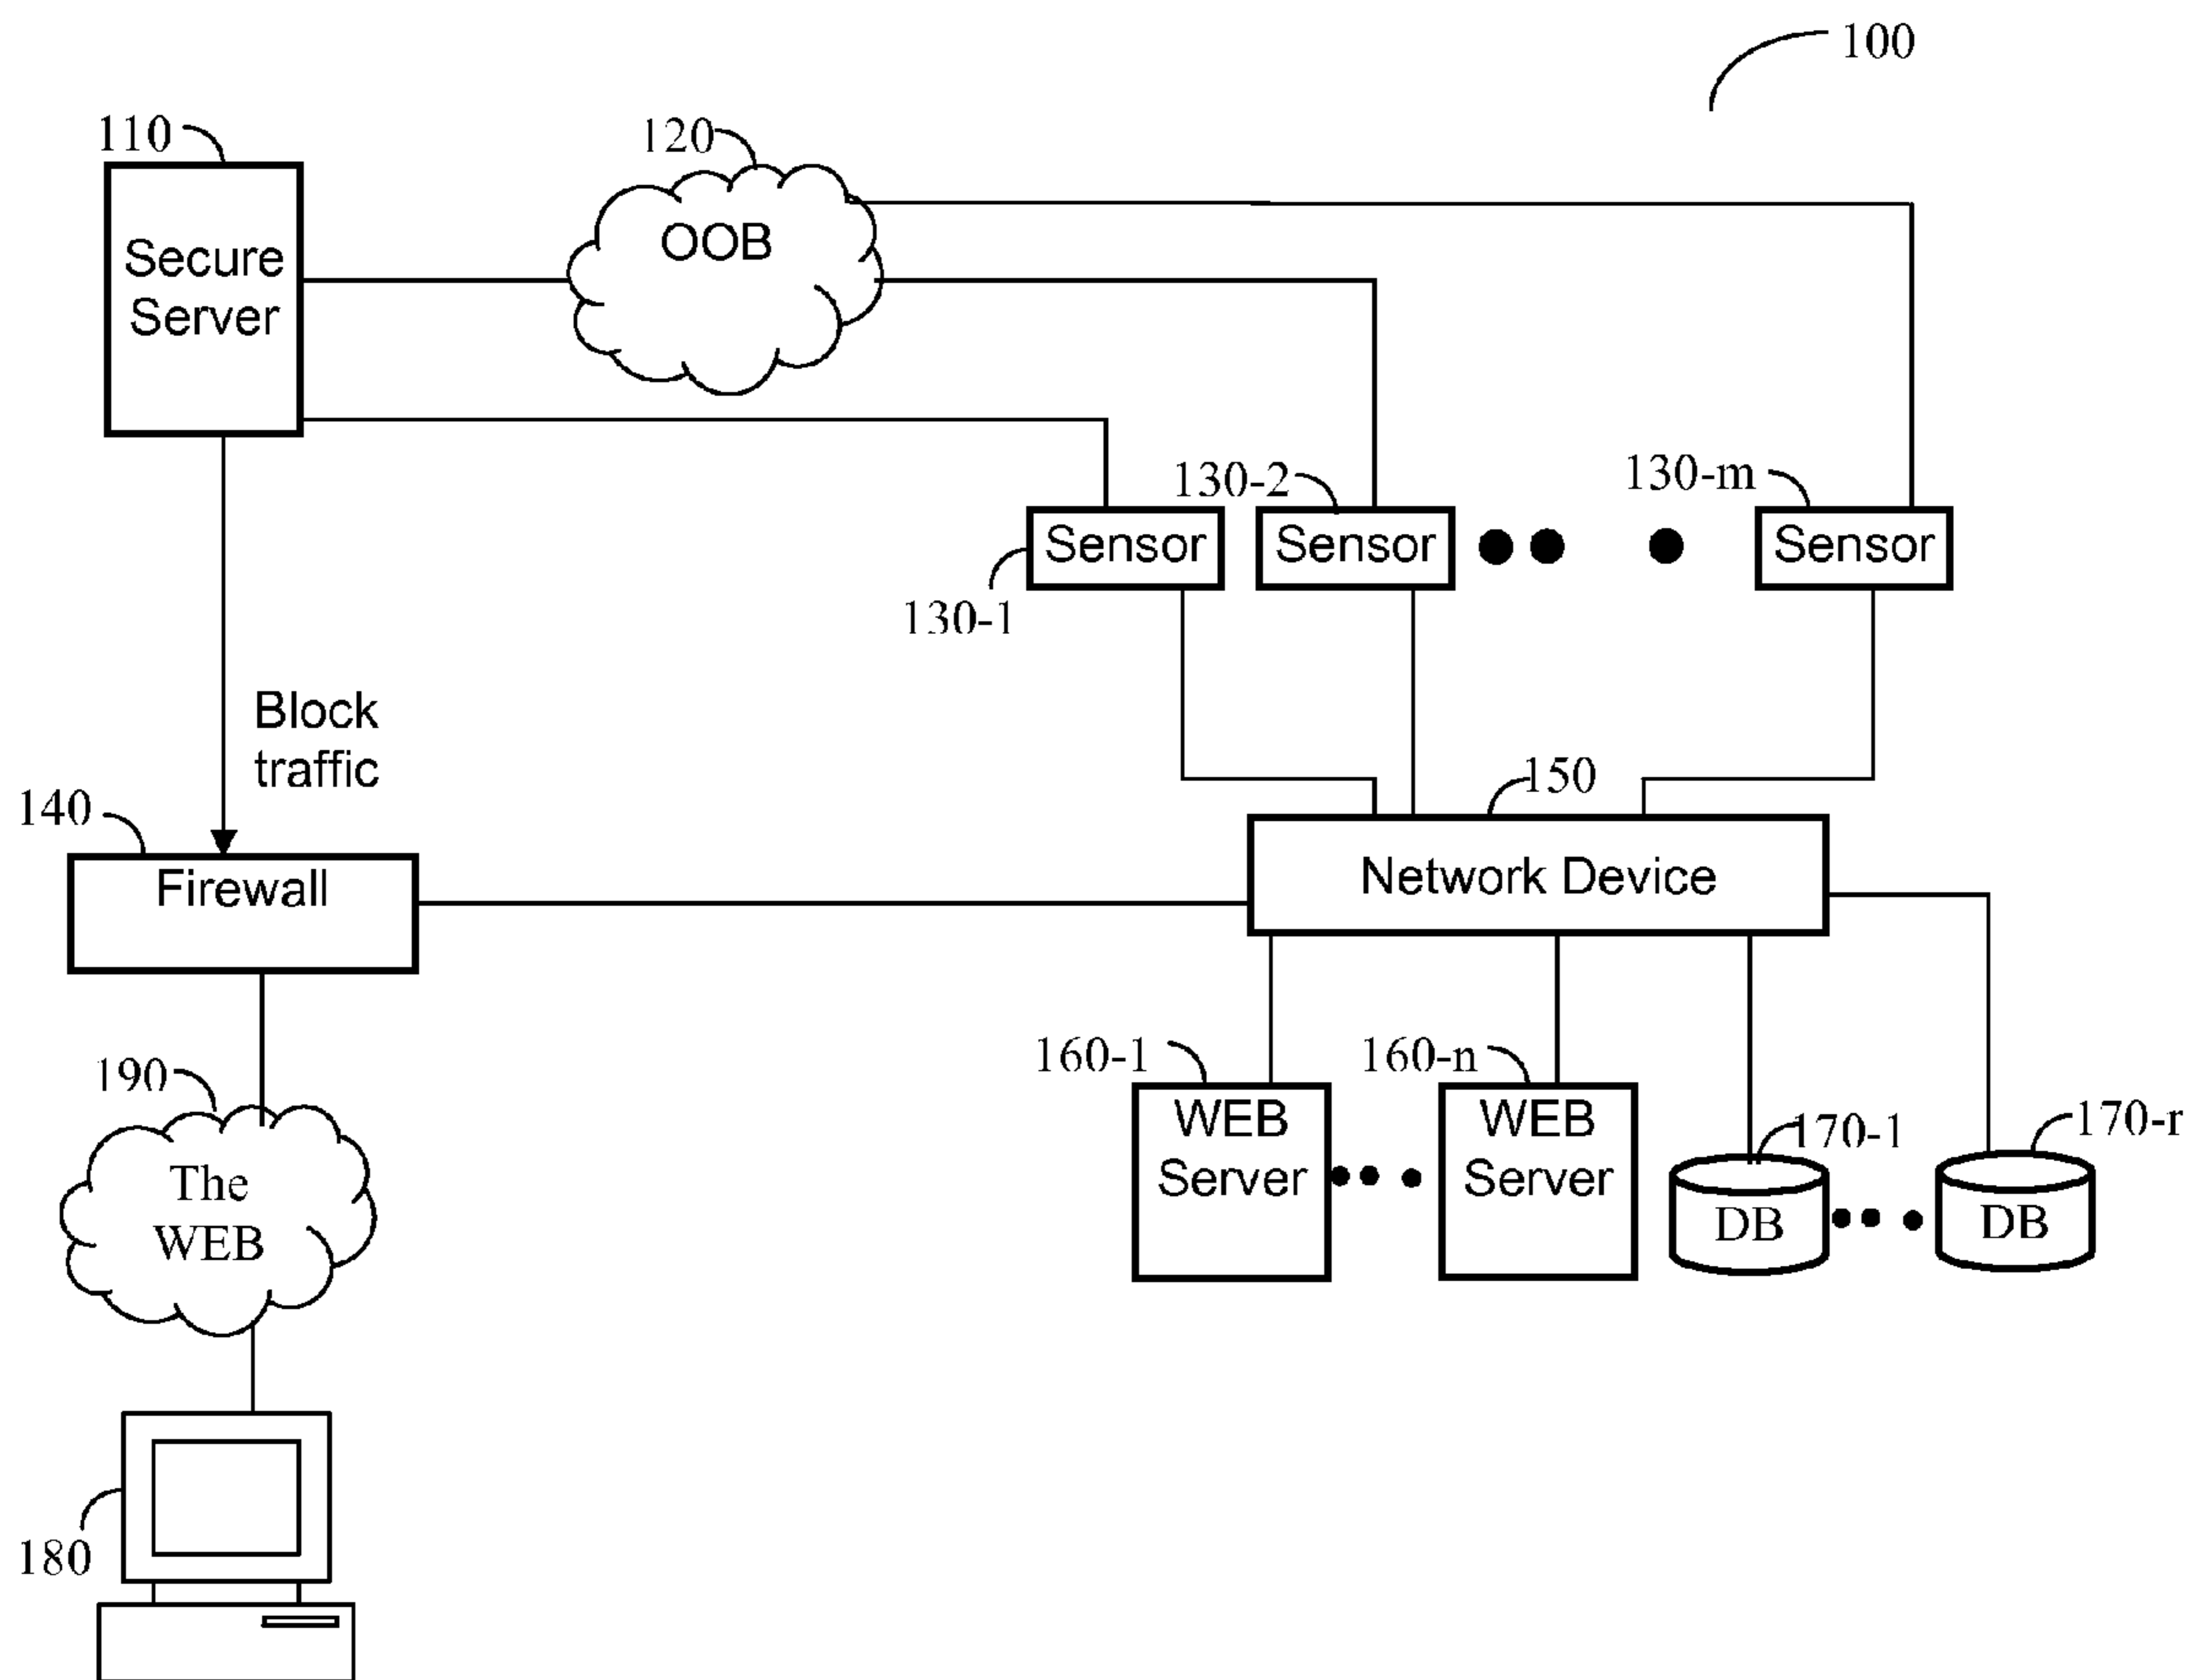 100
110
120
Secure
Server
OOB
130-2
130-m
Sensor
Sensor
Sensor
130-1
Block
traffic
150
140
Firewall
Network Device
190
160-1
160-n
The
WEB
WEB
Server
WEB
Server
170-1
170-r
DB
DB
180